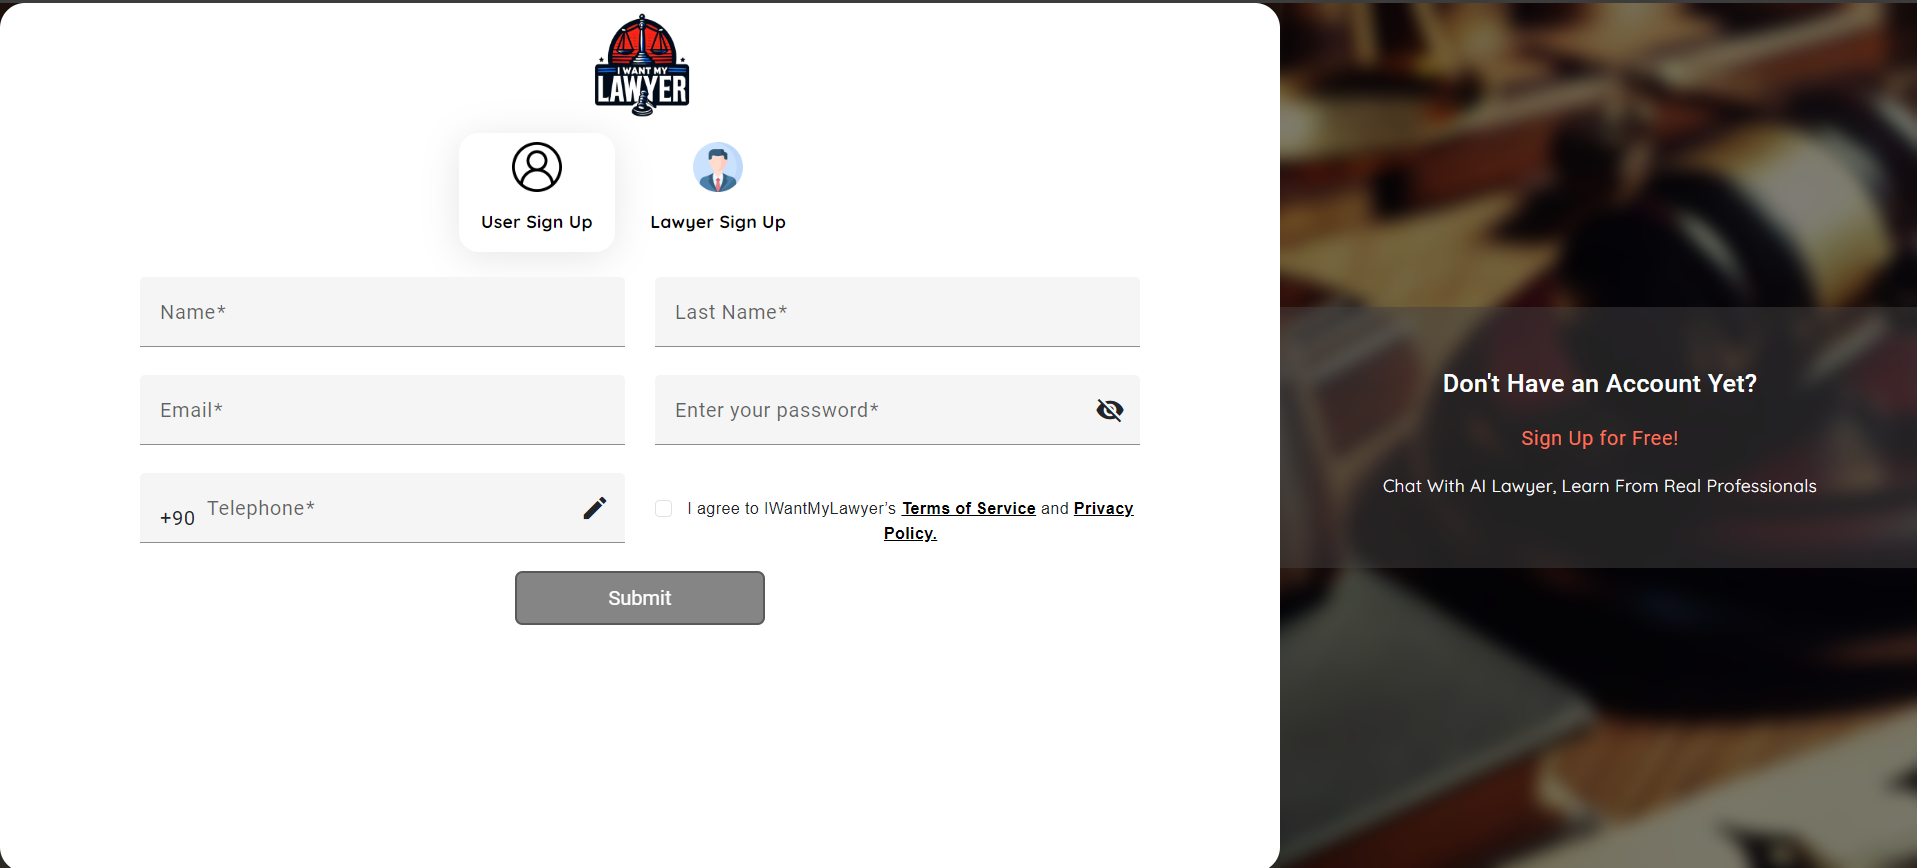 I WANT MY
LAWYER
User Sign Up
Lawyer Sign Up
Name*
Last Name*
Email*
Enter your password*
+90 Telephone*
I agree to IWantMyLawyer's Terms of Service and Privacy
Policy.
Submit
Don't Have an Account Yet?
Sign Up for Free!
Chat With AI Lawyer, Learn From Real Professionals